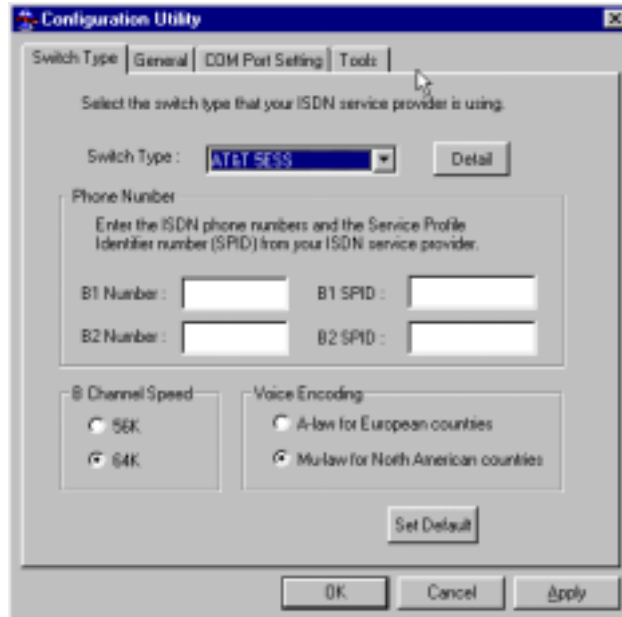 Configuration Utility
Switch Type General COM Port Setting Tools
Select the switch type that your ISDN service provider is using.
Switch Type : AT&T 5ESS Detail
Phone Number
Enter the ISDN phone numbers and the Service Profile
Identifier number (SPID) from your ISDN service provider.
B1 Number : B1 SPID :
B2 Number : B2 SPID :
B Channel Speed Voice Encoding
56K A-law for European countries
64K Mu-law for North American countries
Set Default
OK Cancel Apply